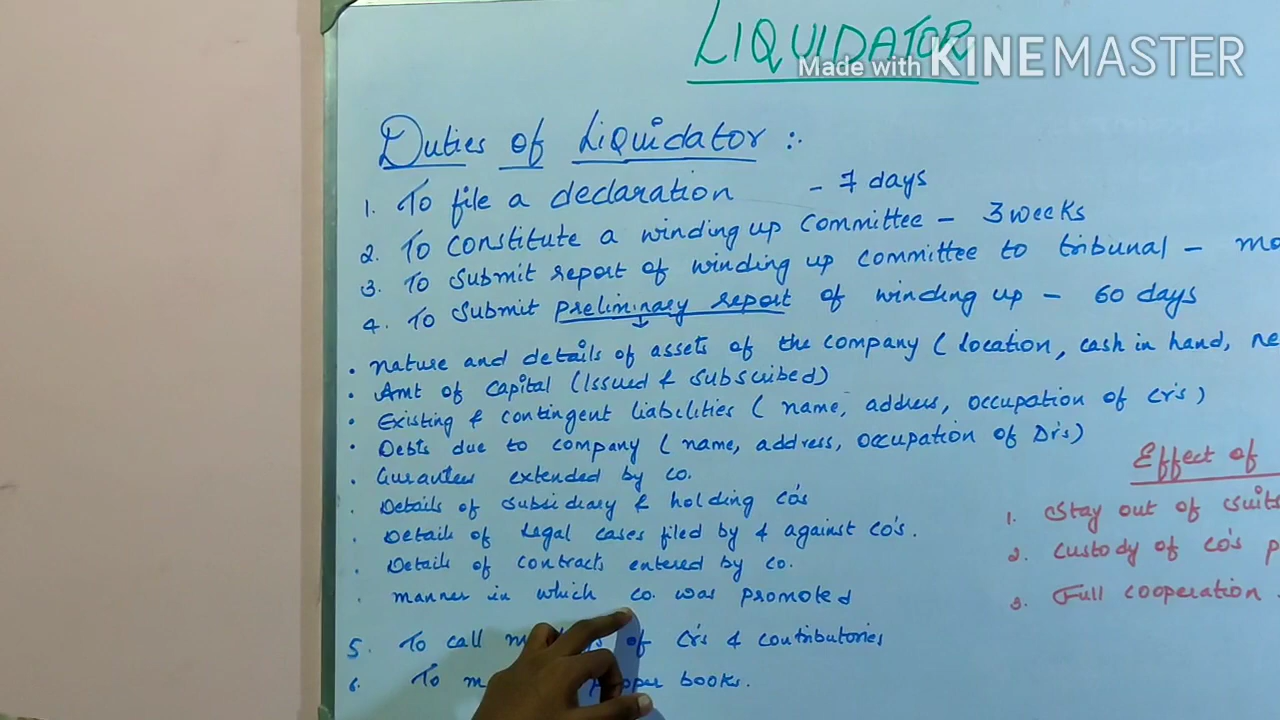 LIQUIDATOR
Made with KINEMASTER
Duties of Liquidator :-
1. To file a declaration - 7 days
2. To constitute a winding up committee - 3 weeks
3. To submit report of winding up committee to tribunal -
4. To submit preliminary report of winding up - 60 days
• nature and details of assets of the company ( location, cash in hand,
• Amt of capital (Issued & subscribed)
• Existing & contingent liabilities ( name, address, occupation of Cr's )
• Debts due to company ( name, address, occupation of Dr's)
• extended by co.
• Details of subsidiary & holding co's
• Details of legal cases filed by & against co's.
• Details of contracts entered by co.
• manner in which co. was promoted
5. To call of Cr's & contributories
6. To books.
Effect of
1. Stay out of suits
2. Custody of co's
3. Full cooperation